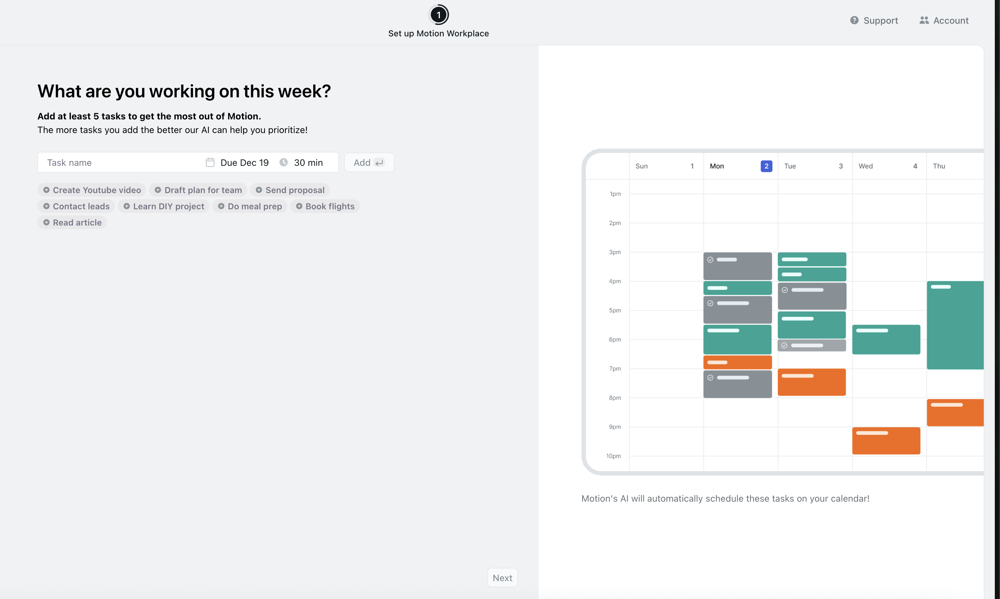 1
Set up Motion Workplace
Support
Account
What are you working on this week?
Add at least 5 tasks to get the most out of Motion.
The more tasks you add the better our AI can help you prioritize!
Task name Due Dec 19 30 min Add
Create Youtube video Draft plan for team Send proposal
Contact leads Learn DIY project Do meal prep Book flights
Read article
Next
Sun 1 Mon 2 Tue 3 Wed 4 Thu
1pm
2pm
3pm
4pm
5pm
6pm
7pm
8pm
9pm
10pm
Motion's AI will automatically schedule these tasks on your calendar!